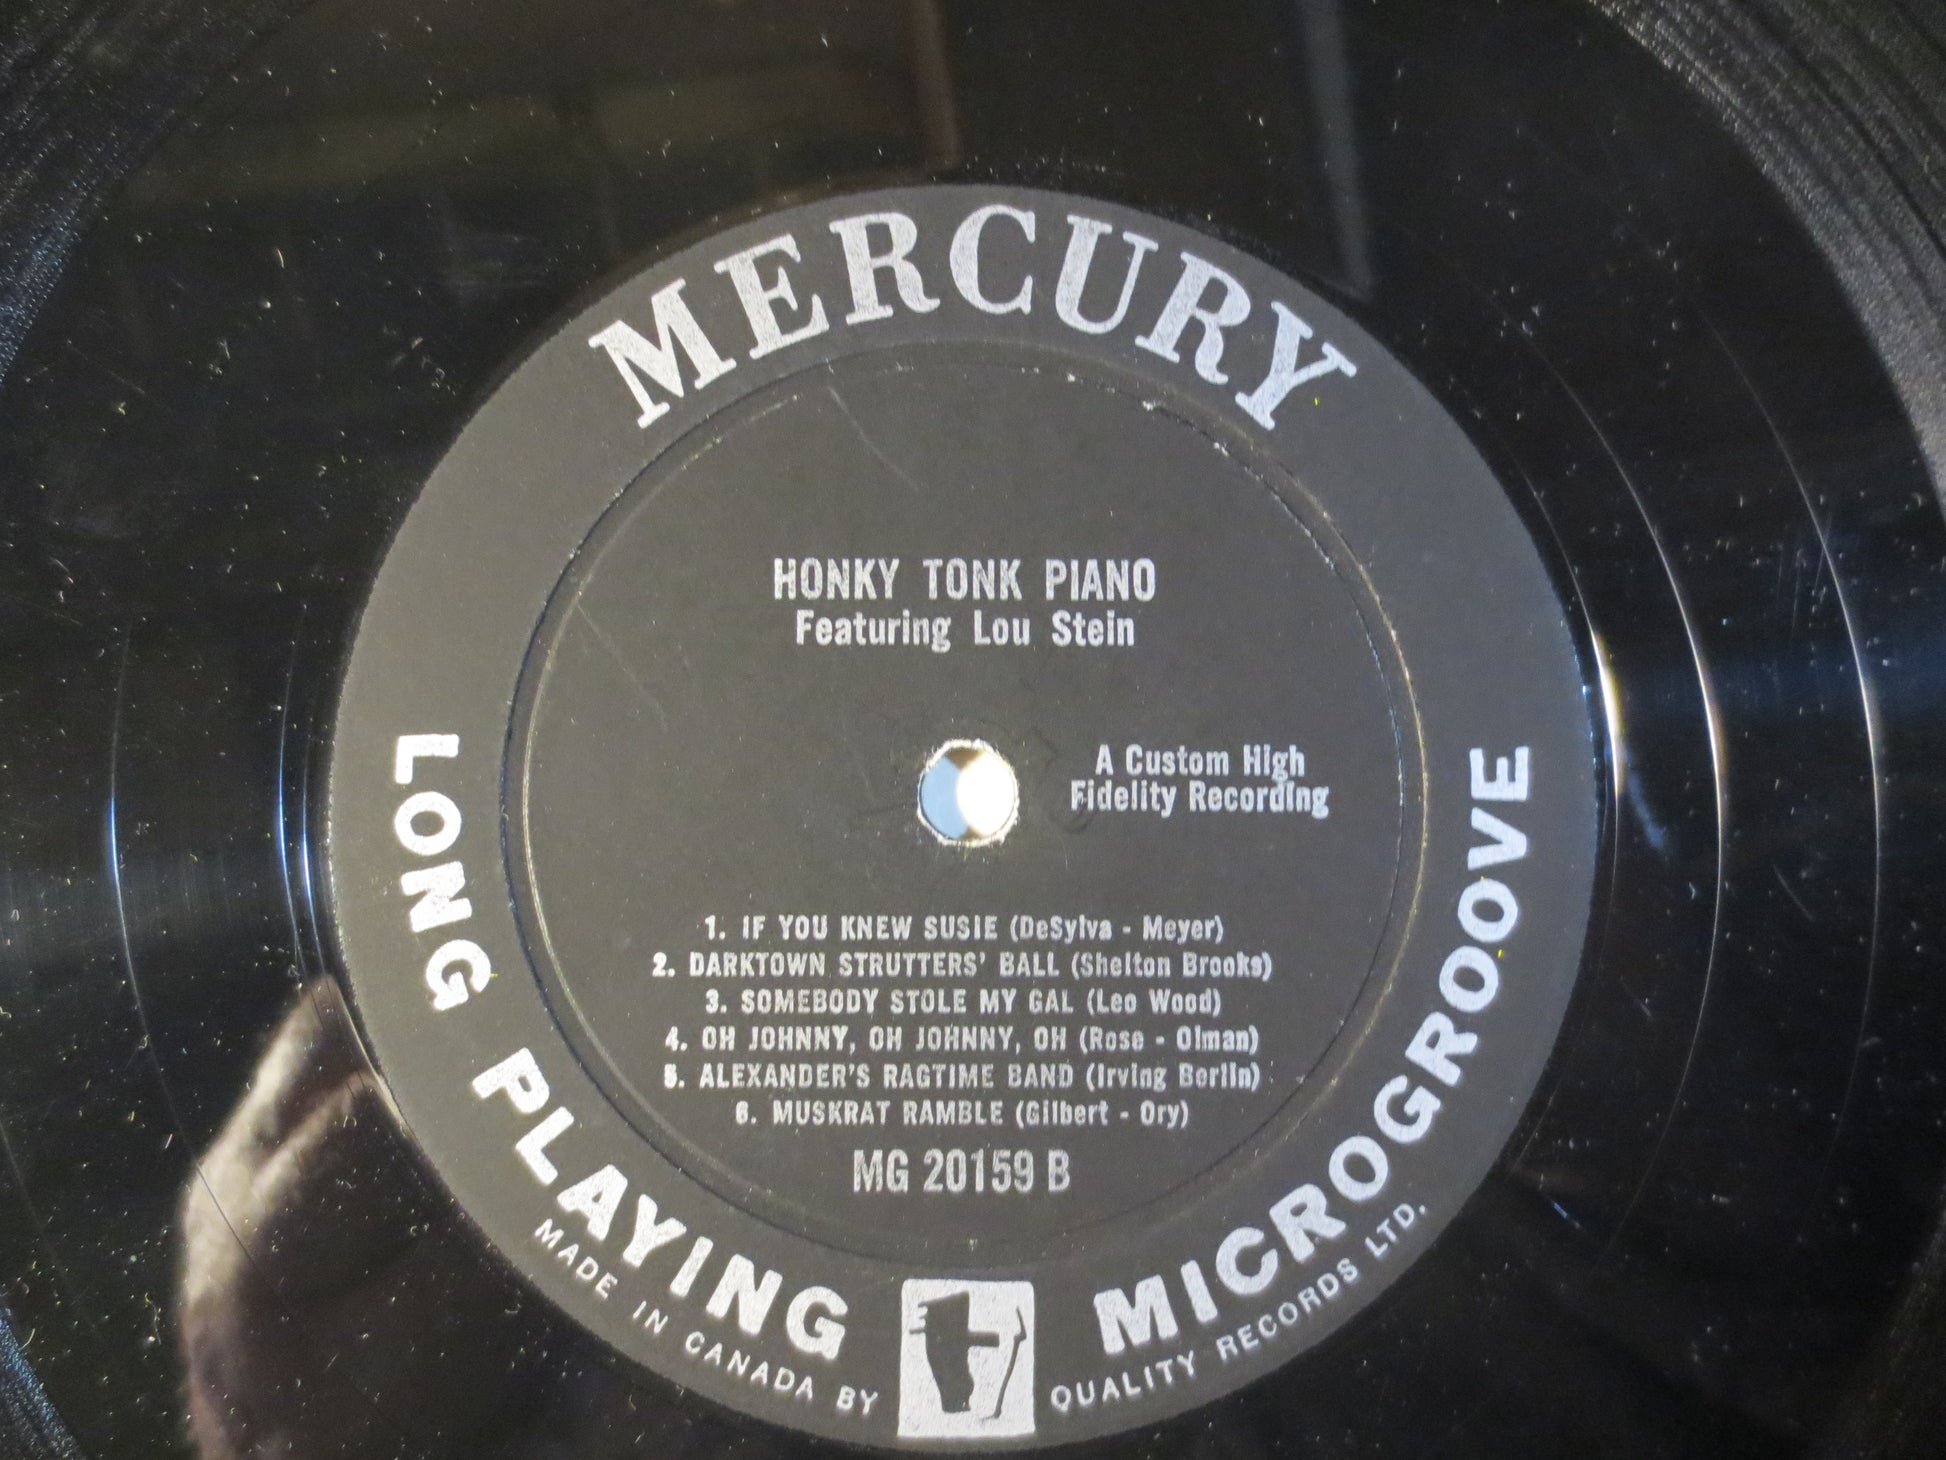 MERCURY
HONKY TONK PIANO
Featuring Lou Stein
A Custom High
Fidelity Recording
1. IF YOU KNEW SUSIE (DeSylva - Meyer)
2. DARKTOWN STRUTTERS' BALL (Shelton Brooks)
3. SOMEBODY STOLE MY GAL (Leo Wood)
4. OH JOHNNY, OH JOHNNY, OH (Rose - Olman)
5. ALEXANDER'S RAGTIME BAND (Irving Berlin)
6. MUSKRAT RAMBLE (Gilbert - Ory)
MG 20159 B
LONG PLAYING MICROGROOVE
MADE IN CANADA BY QUALITY RECORDS LTD.